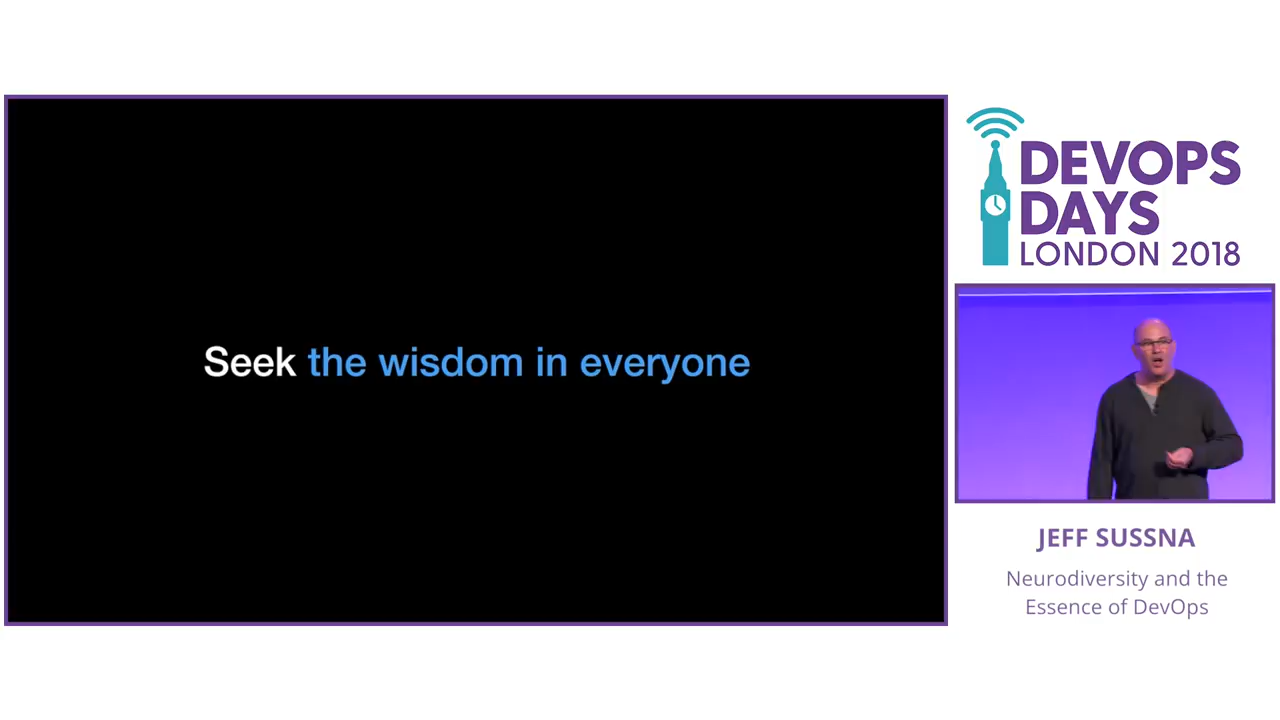 Seek the wisdom in everyone
DEVOPS
DAYS
LONDON 2018
JEFF SUSSNA
Neurodiversity and the
Essence of DevOps